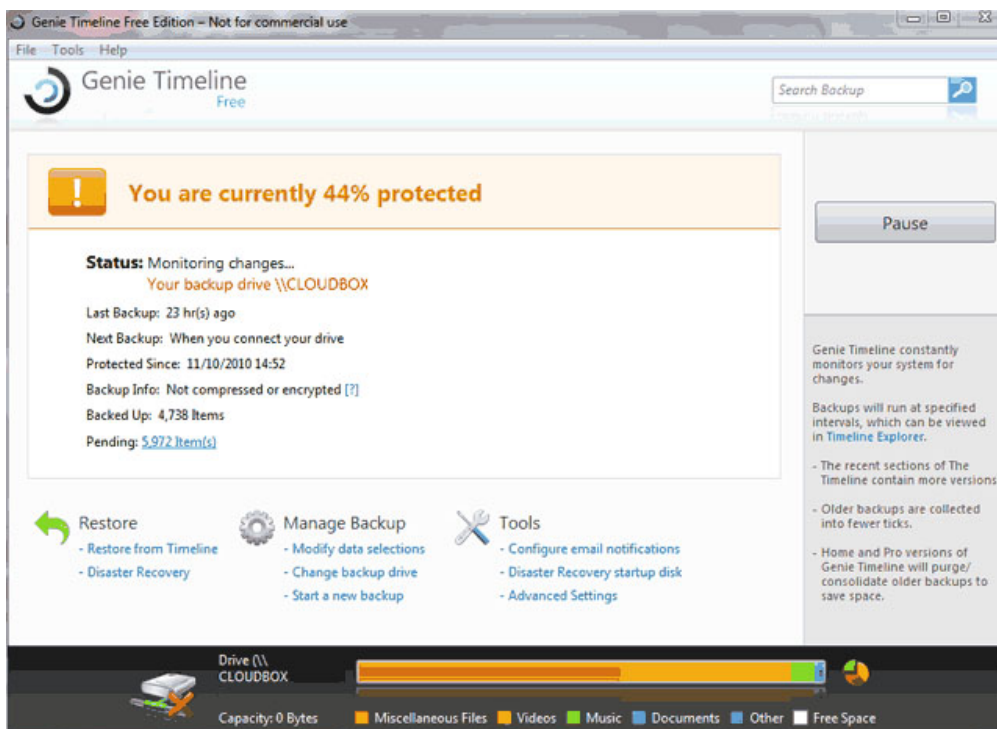 Genie Timeline Free Edition – Not for commercial use
File Tools Help
Genie Timeline
Free
Search Backup
You are currently 44% protected
Pause
Status: Monitoring changes...
Your backup drive \\CLOUDBOX
Last Backup: 23 hr(s) ago
Next Backup: When you connect your drive
Protected Since: 11/10/2010 14:52
Backup Info: Not compressed or encrypted [?]
Backed Up: 4,738 Items
Pending: 5,972 Item(s)
Genie Timeline constantly
monitors your system for
changes.
Backups will run at specified
intervals, which can be viewed
in Timeline Explorer.
- The recent sections of The
Timeline contain more versions
- Older backups are collected
into fewer ticks.
- Home and Pro versions of
Genie Timeline will purge/
consolidate older backups to
save space.
Restore
- Restore from Timeline
- Disaster Recovery
Manage Backup
- Modify data selections
- Change backup drive
- Start a new backup
Tools
- Configure email notifications
- Disaster Recovery startup disk
- Advanced Settings
Drive (\\
CLOUDBOX
Capacity: 0 Bytes
Miscellaneous Files Videos Music Documents Other Free Space